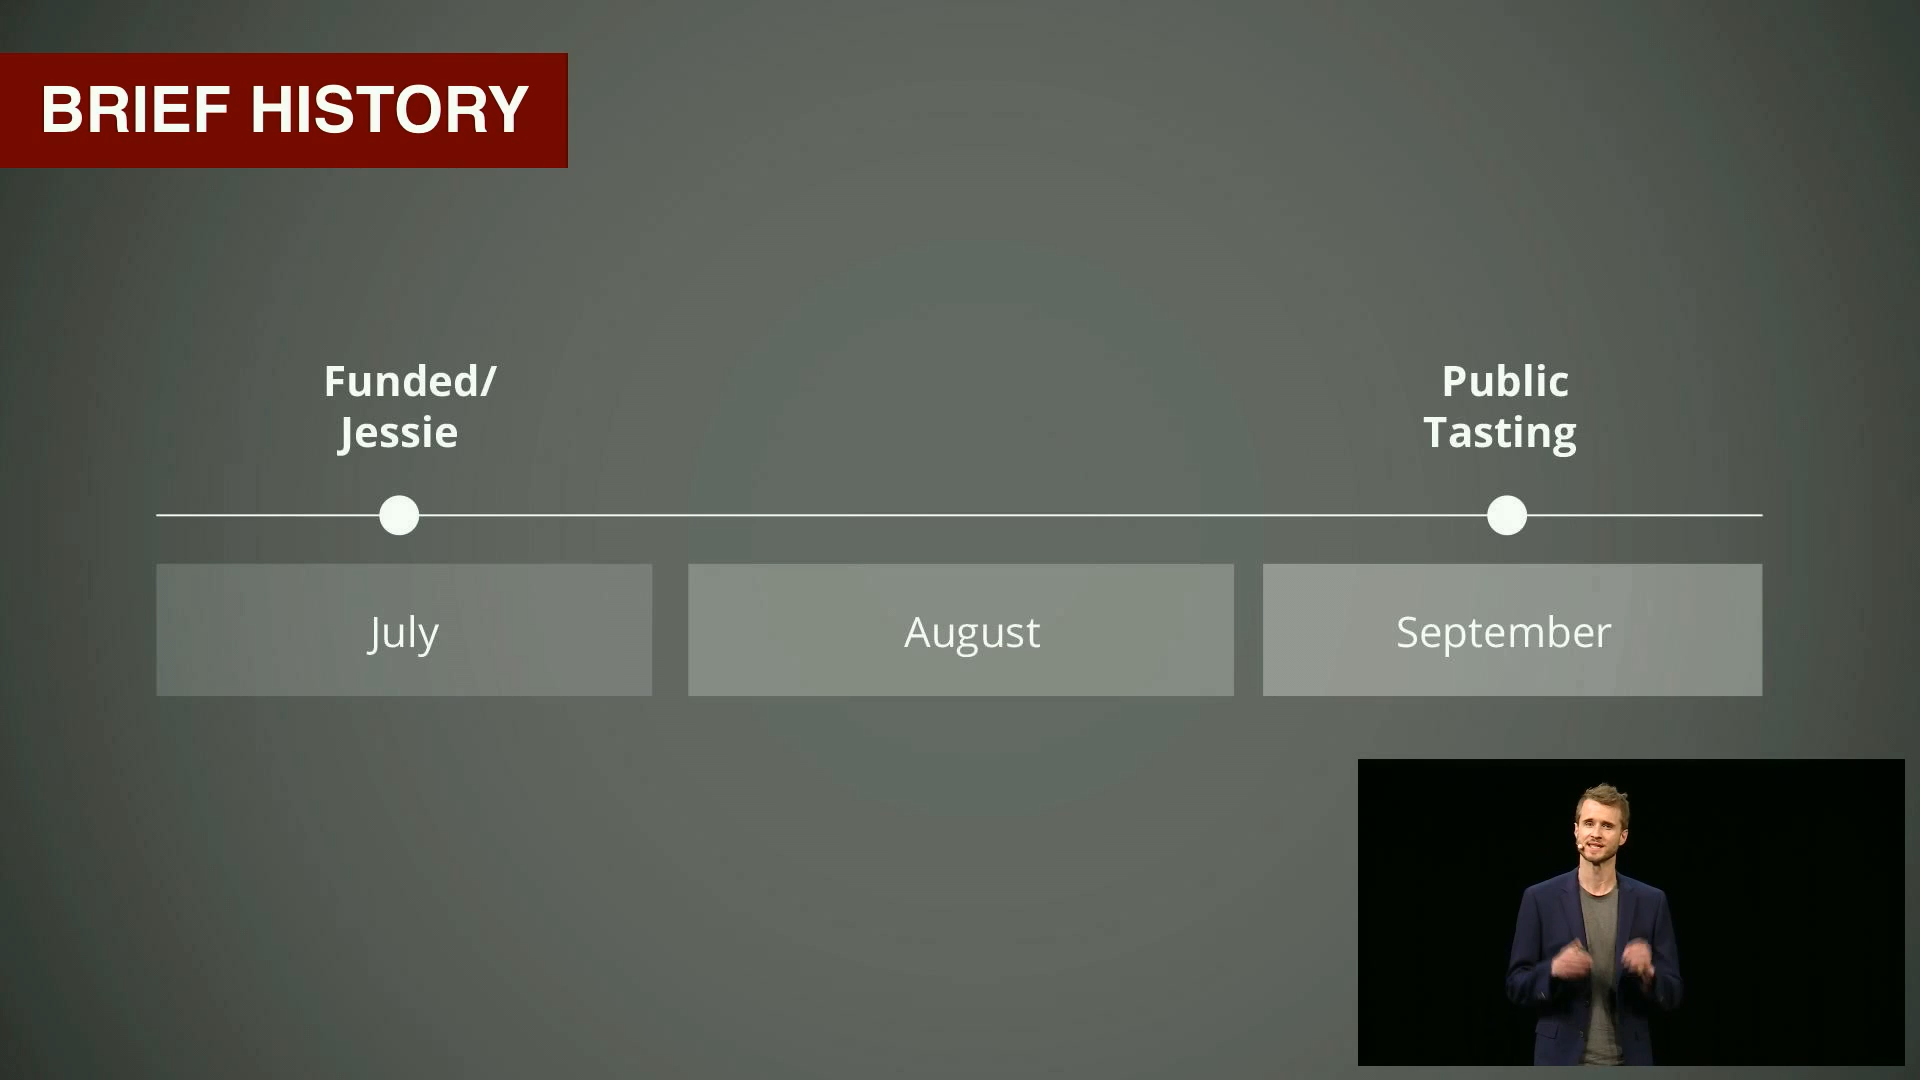 BRIEF HISTORY
Funded/
Jessie
Public
Tasting
July
August
September